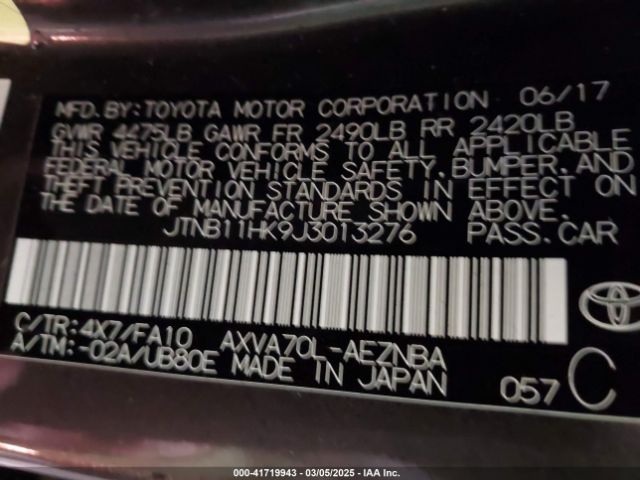 MFD.BY:TOYOTA MOTOR CORPORATION 06/17
GVWR 4475LB GAWR FR 2490LB RR 2420LB
THIS VEHICLE CONFORMS TO ALL APPLICABLE
FEDERAL MOTOR VEHICLE SAFETY,BUMPER,AND
THEFT PREVENTION STANDARDS IN EFFECT ON
THE DATE OF MANUFACTURE SHOWN ABOVE.
JTNB11HK9J3013276 PASS.CAR
C/TR:4X7/FA10 AXVA70L-AEZNBA
A/TM:-02A/UB80E MADE IN JAPAN 057 C
000-41719943 / 03/05/2025 / IAA, LLC.